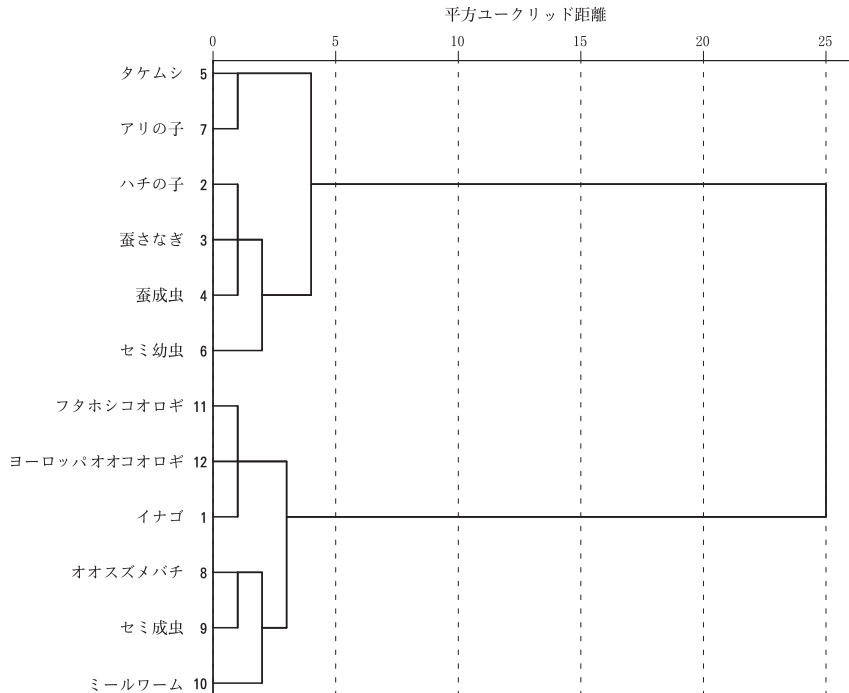 平方ユークリッド距離
0 5 10 15 20 25
タケムシ 5
アリの子 7
ハチの子 2
蚕さなぎ 3
蚕成虫 4
セミ幼虫 6
フタホシコオロギ 11
ヨーロッパオオコオロギ 12
イナゴ 1
オオスズメバチ 8
セミ成虫 9
ミールワーム 10